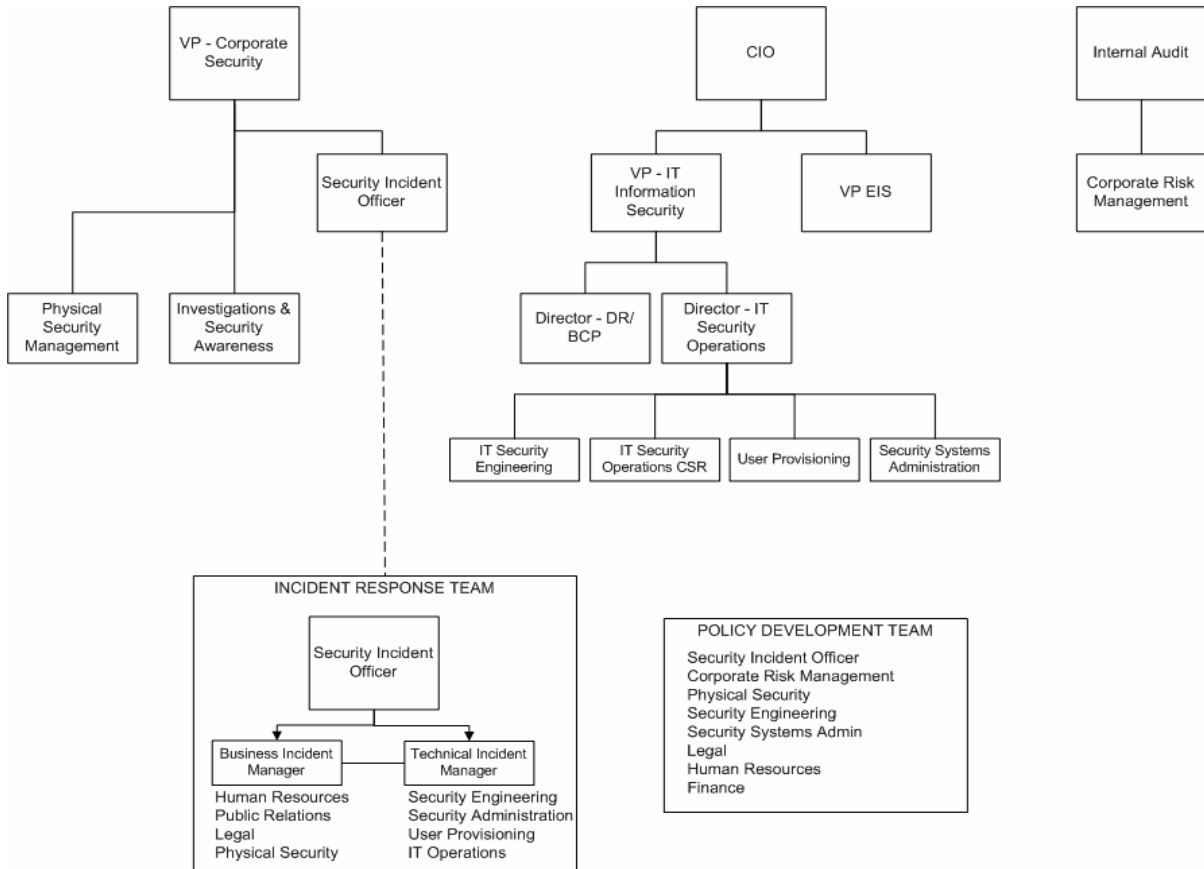 VP - Corporate
Security
CIO
Internal Audit
Security Incident
Officer
VP - IT
Information
Security
VP EIS
Corporate Risk
Management
Physical
Security
Management
Investigations &
Security
Awareness
Director - DR/
BCP
Director - IT
Security
Operations
IT Security
Engineering
IT Security
Operations CSR
User Provisioning
Security Systems
Administration
INCIDENT RESPONSE TEAM
Security Incident
Officer
Business Incident
Manager
Technical Incident
Manager
Human Resources
Public Relations
Legal
Physical Security
Security Engineering
Security Administration
User Provisioning
IT Operations
POLICY DEVELOPMENT TEAM
Security Incident Officer
Corporate Risk Management
Physical Security
Security Engineering
Security Systems Admin
Legal
Human Resources
Finance